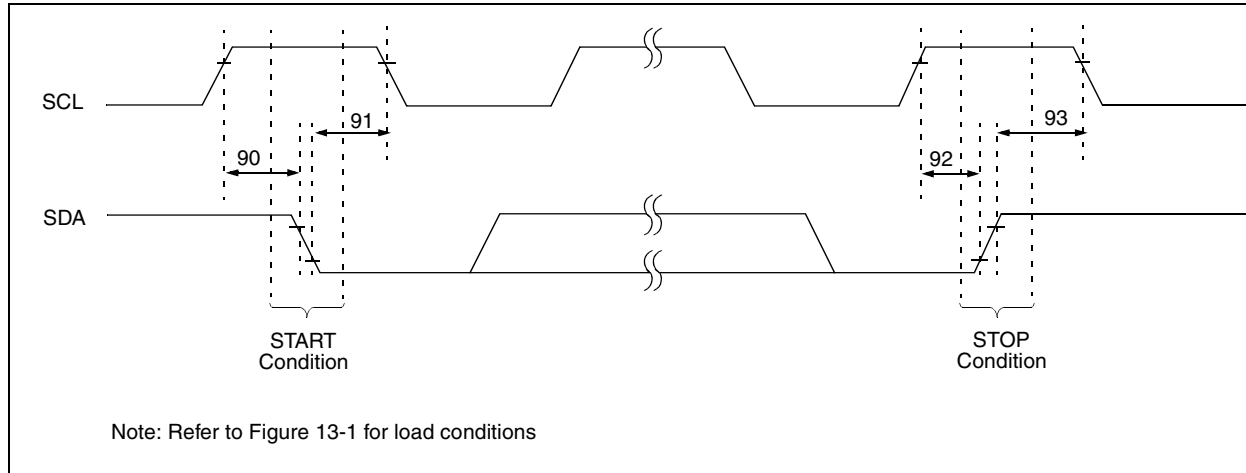 SCL
91
93
90
92
SDA
START
Condition
STOP
Condition
Note: Refer to Figure 13-1 for load conditions